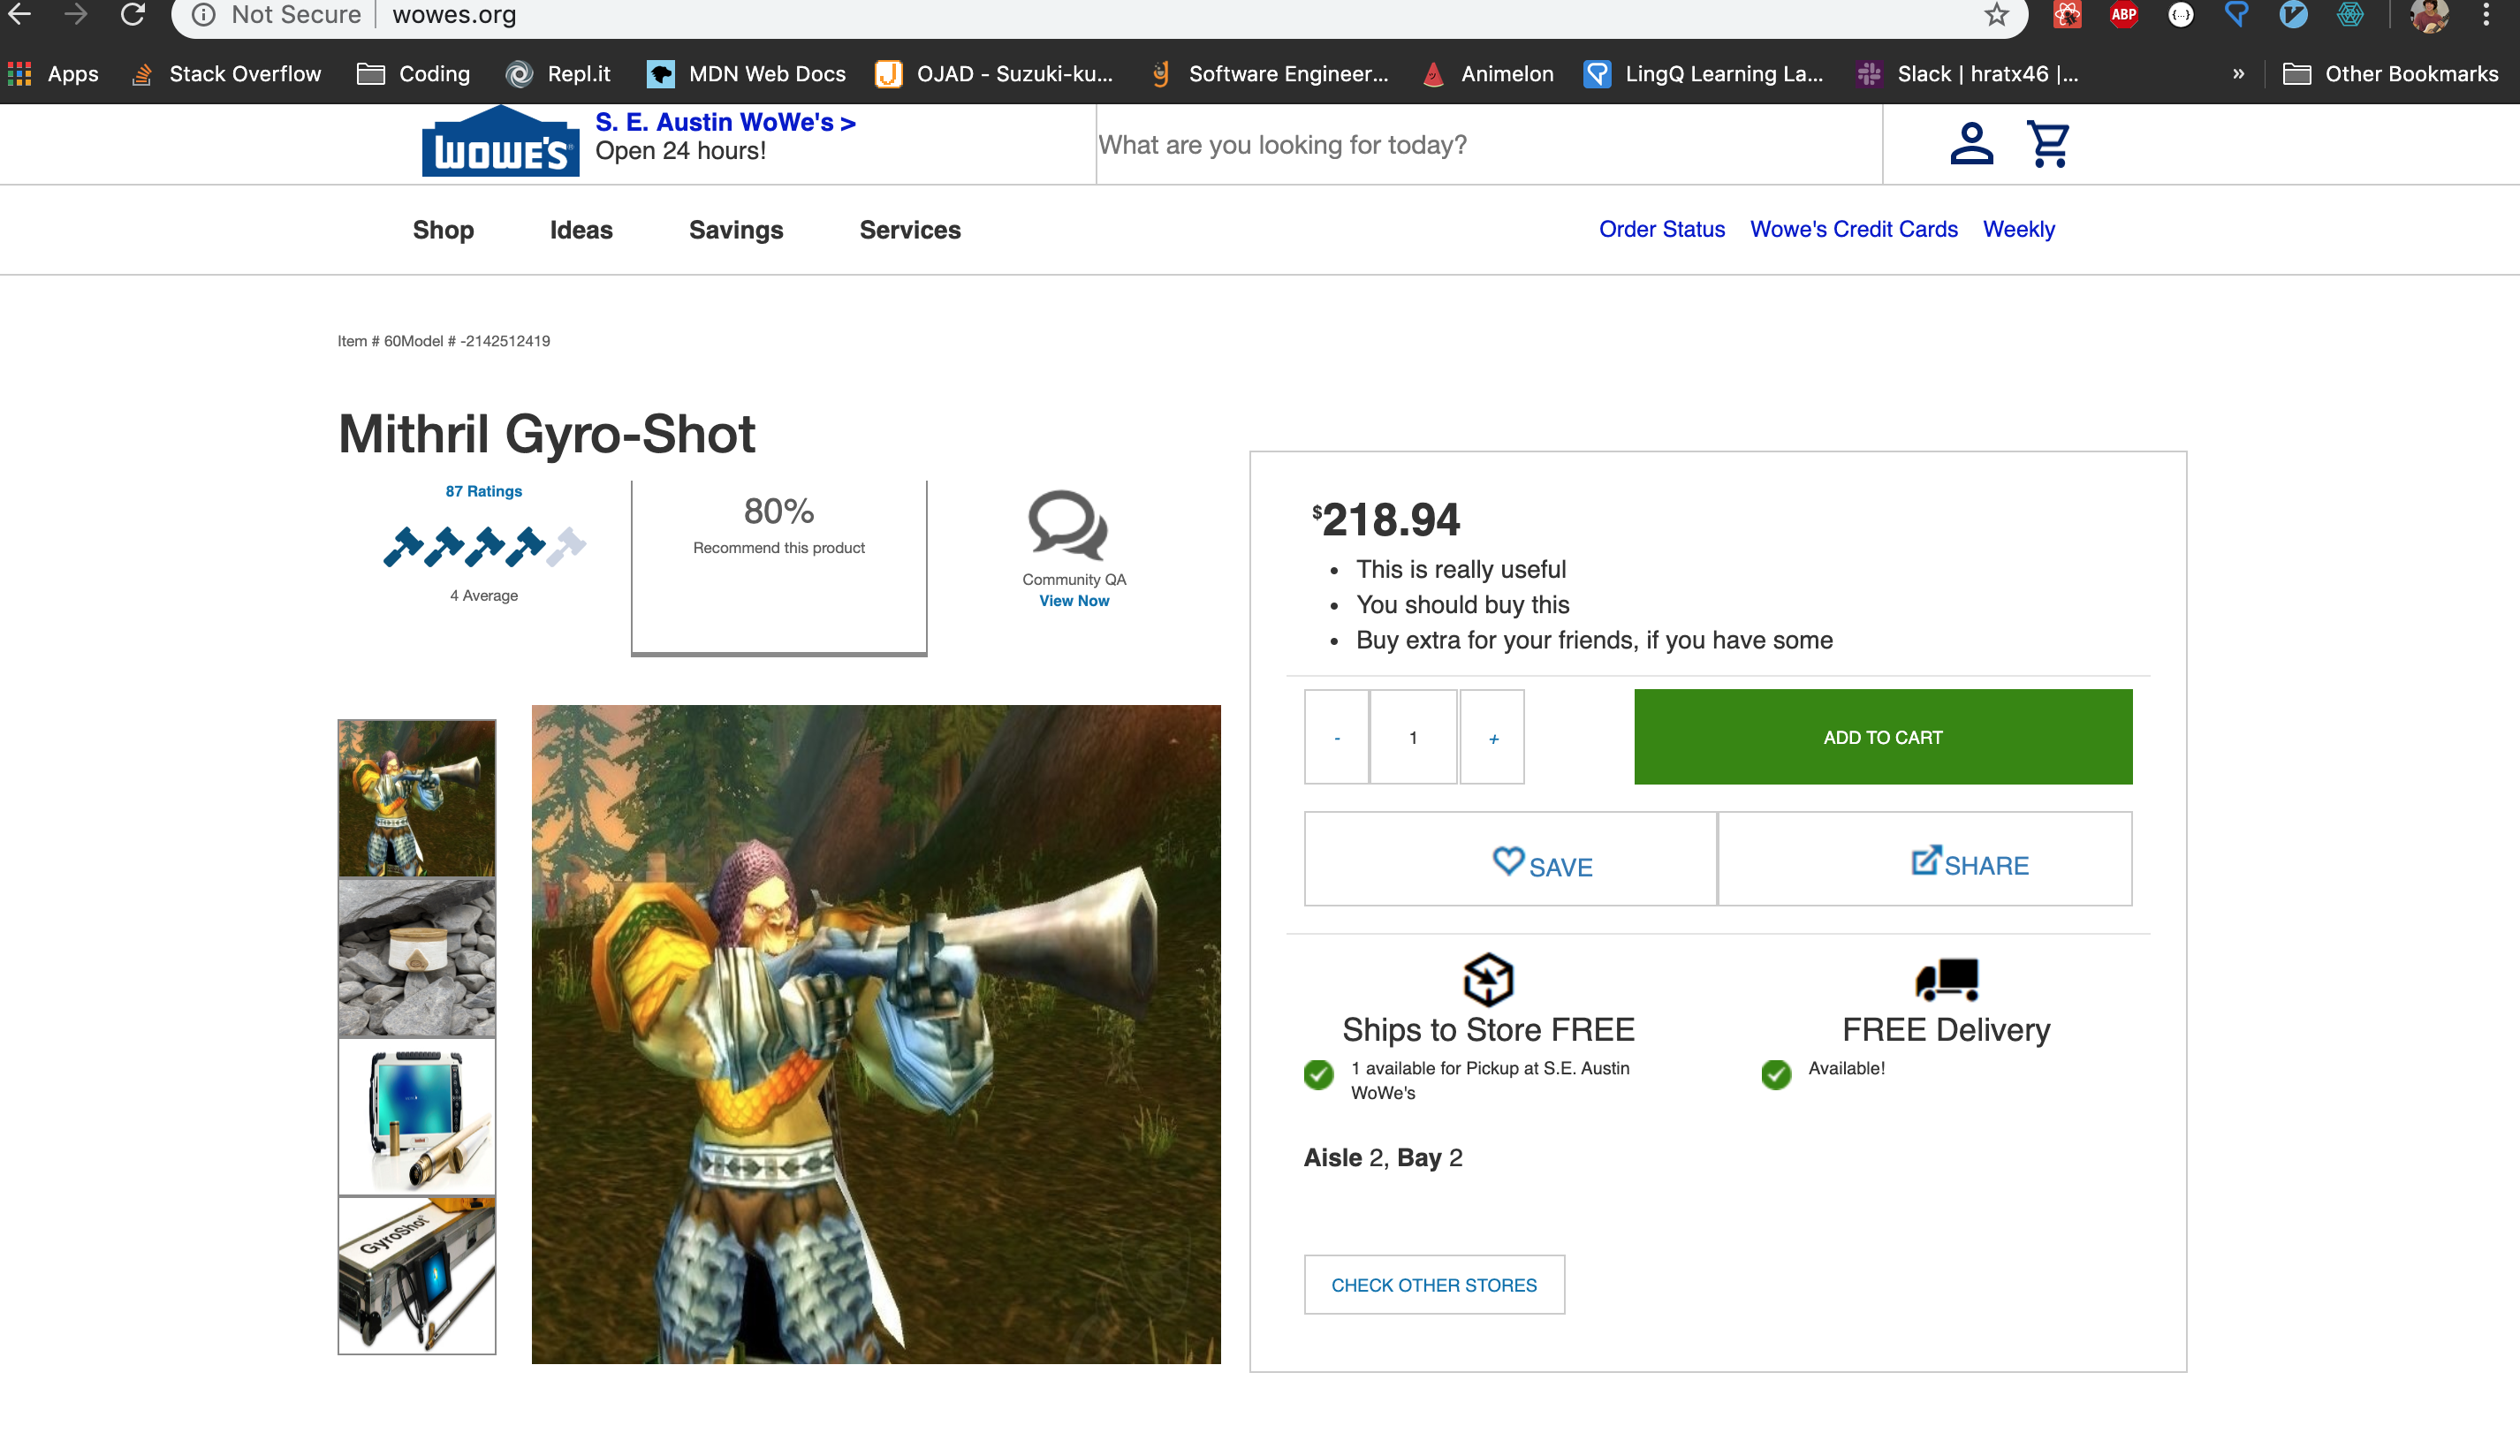 Not Secure wowes.org
ABP
Apps Stack Overflow Coding Repl.it MDN Web Docs OJAD - Suzuki-ku... Software Engineer... Animelon LingQ Learning La... Slack | hratx46 |... » Other Bookmarks
WOWE'S
S. E. Austin WoWe's >
Open 24 hours!
What are you looking for today?
Shop Ideas Savings Services
Order Status Wowe's Credit Cards Weekly
Item # 60Model # -2142512419
Mithril Gyro-Shot
87 Ratings
4 Average
80%
Recommend this product
Community QA
View Now
GyroShot
$218.94
• This is really useful
• You should buy this
• Buy extra for your friends, if you have some
- 1 +
ADD TO CART
SAVE
SHARE
Ships to Store FREE
1 available for Pickup at S.E. Austin
WoWe's
FREE Delivery
Available!
Aisle 2, Bay 2
CHECK OTHER STORES